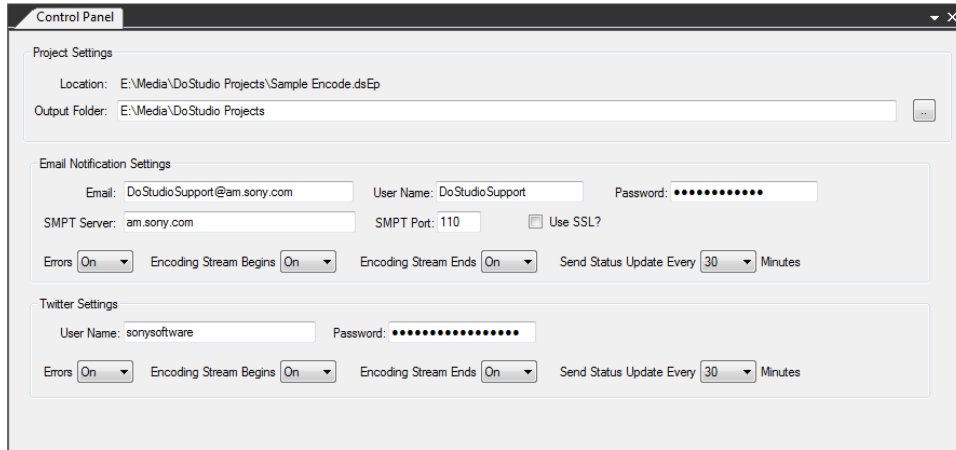 Control Panel
Project Settings
Location: E:\Media\DoStudio Projects\Sample Encode.dsEp
Output Folder: E:\Media\DoStudio Projects ..
Email Notification Settings
Email: DoStudioSupport@am.sony.com User Name: DoStudioSupport Password: ●●●●●●●●●●●●
SMPT Server: am.sony.com SMPT Port: 110 Use SSL?
Errors On Encoding Stream Begins On Encoding Stream Ends On Send Status Update Every 30 Minutes
Twitter Settings
User Name: sonysoftware Password: ●●●●●●●●●●●●●●●●●
Errors On Encoding Stream Begins On Encoding Stream Ends On Send Status Update Every 30 Minutes